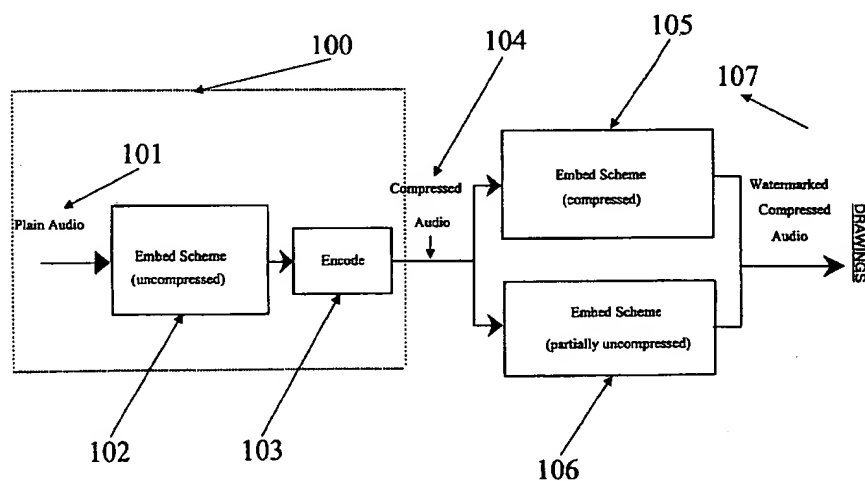 100
101
Plain Audio
Embed Scheme
(uncompressed)
102
Encode
103
104
Compressed
Audio
105
Embed Scheme
(compressed)
Embed Scheme
(partially uncompressed)
106
107
Watermarked
Compressed
Audio
DRAWINGS